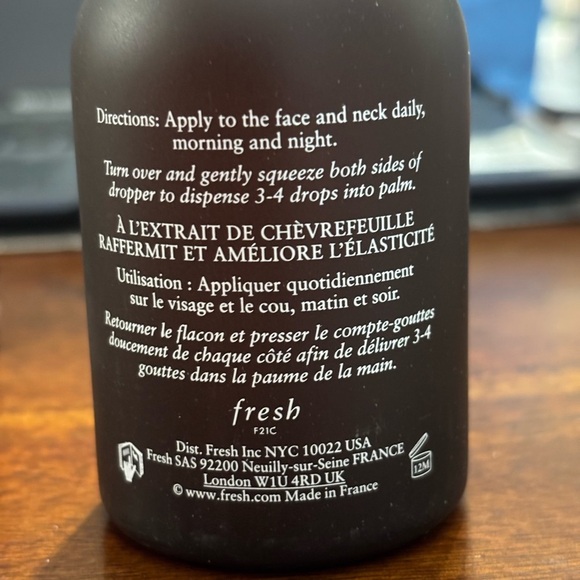 Directions: Apply to the face and neck daily,
morning and night.
Turn over and gently squeeze both sides of
dropper to dispense 3-4 drops into palm.
À L'EXTRAIT DE CHÈVREFEUILLE
RAFFERMIT ET AMÉLIORE L'ÉLASTICITÉ
Utilisation : Appliquer quotidiennement
sur le visage et le cou, matin et soir.
Retourner le flacon et presser le compte-gouttes
doucement de chaque côté afin de délivrer 3-4
gouttes dans la paume de la main.
fresh
F21C
Dist. Fresh Inc NYC 10022 USA
Fresh SAS 92200 Neuilly-sur-Seine FRANCE
London W1U 4RD UK
© www.fresh.com Made in France
12M